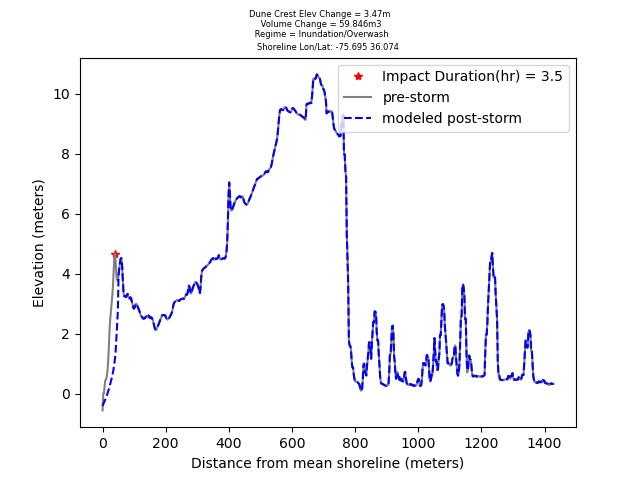 Dune Crest Elev Change = 3.47m
Volume Change = 59.846m3
Regime = Inundation/Overwash
Shoreline Lon/Lat: -75.695 36.074
Impact Duration(hr) = 3.5
pre-storm
modeled post-storm
Elevation (meters)
10
8
6
4
2
0
0 200 400 600 800 1000 1200 1400
Distance from mean shoreline (meters)